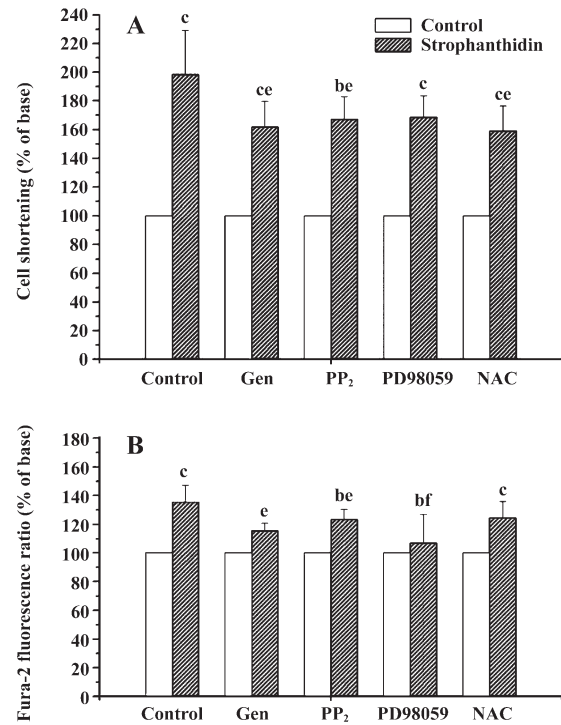 A
Control
Strophanthidin
Cell shortening (% of base)
240
220
200
180
160
140
120
100
80
60
40
20
0
c
ce
be
c
ce
Control Gen PP₂ PD98059 NAC
B
Fura-2 fluorescence ratio (% of base)
180
160
140
120
100
80
60
40
20
0
c
e
be
bf
c
Control Gen PP₂ PD98059 NAC